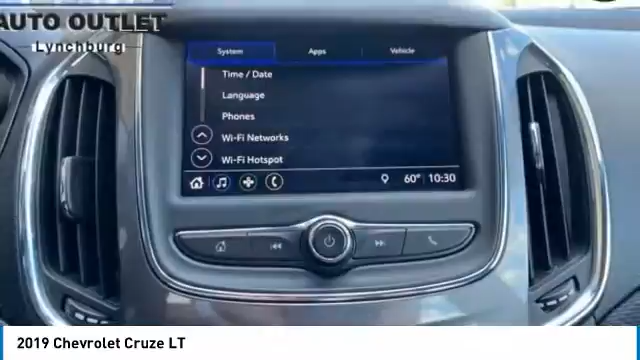 AUTO OUTLET
Lynchburg
System Apps Vehicle
Time / Date
Language
Phones
Wi-Fi Networks
Wi-Fi Hotspot
60° 10:30
2019 Chevrolet Cruze LT